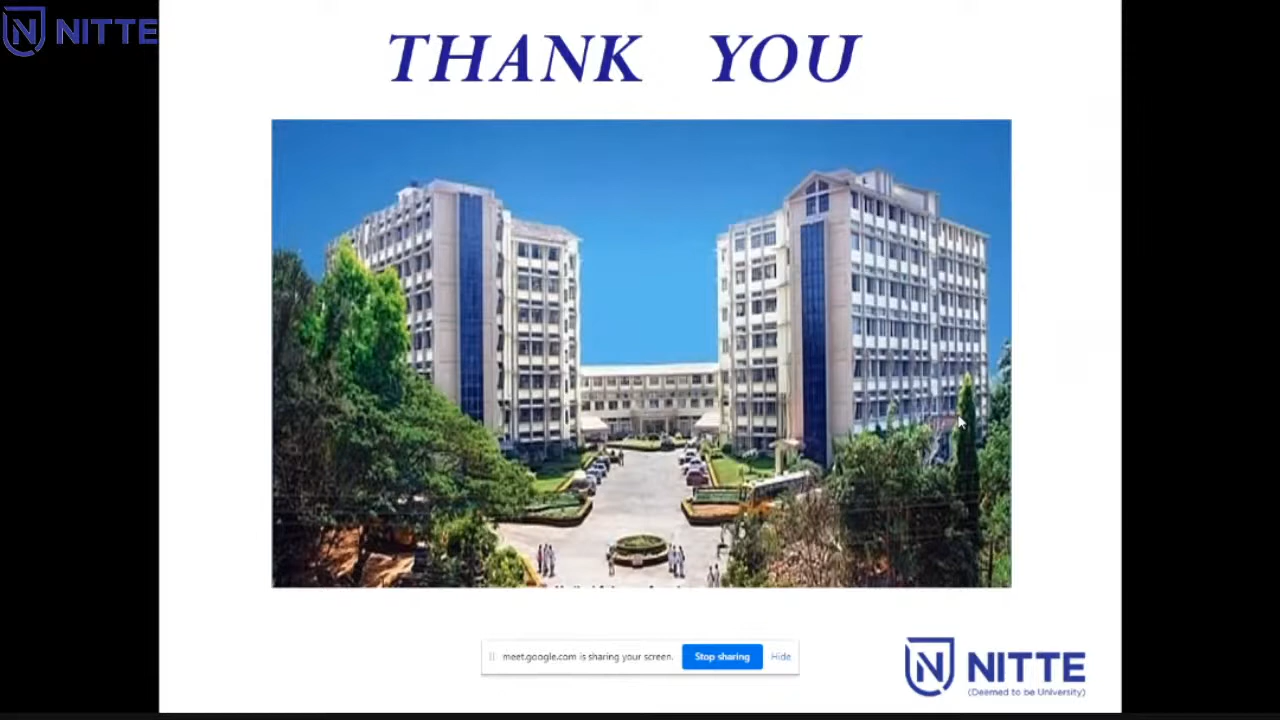 NITTE
THANK YOU
meet.google.com is sharing your screen.
Stop sharing
Hide
NITTE
(Deemed to be University)